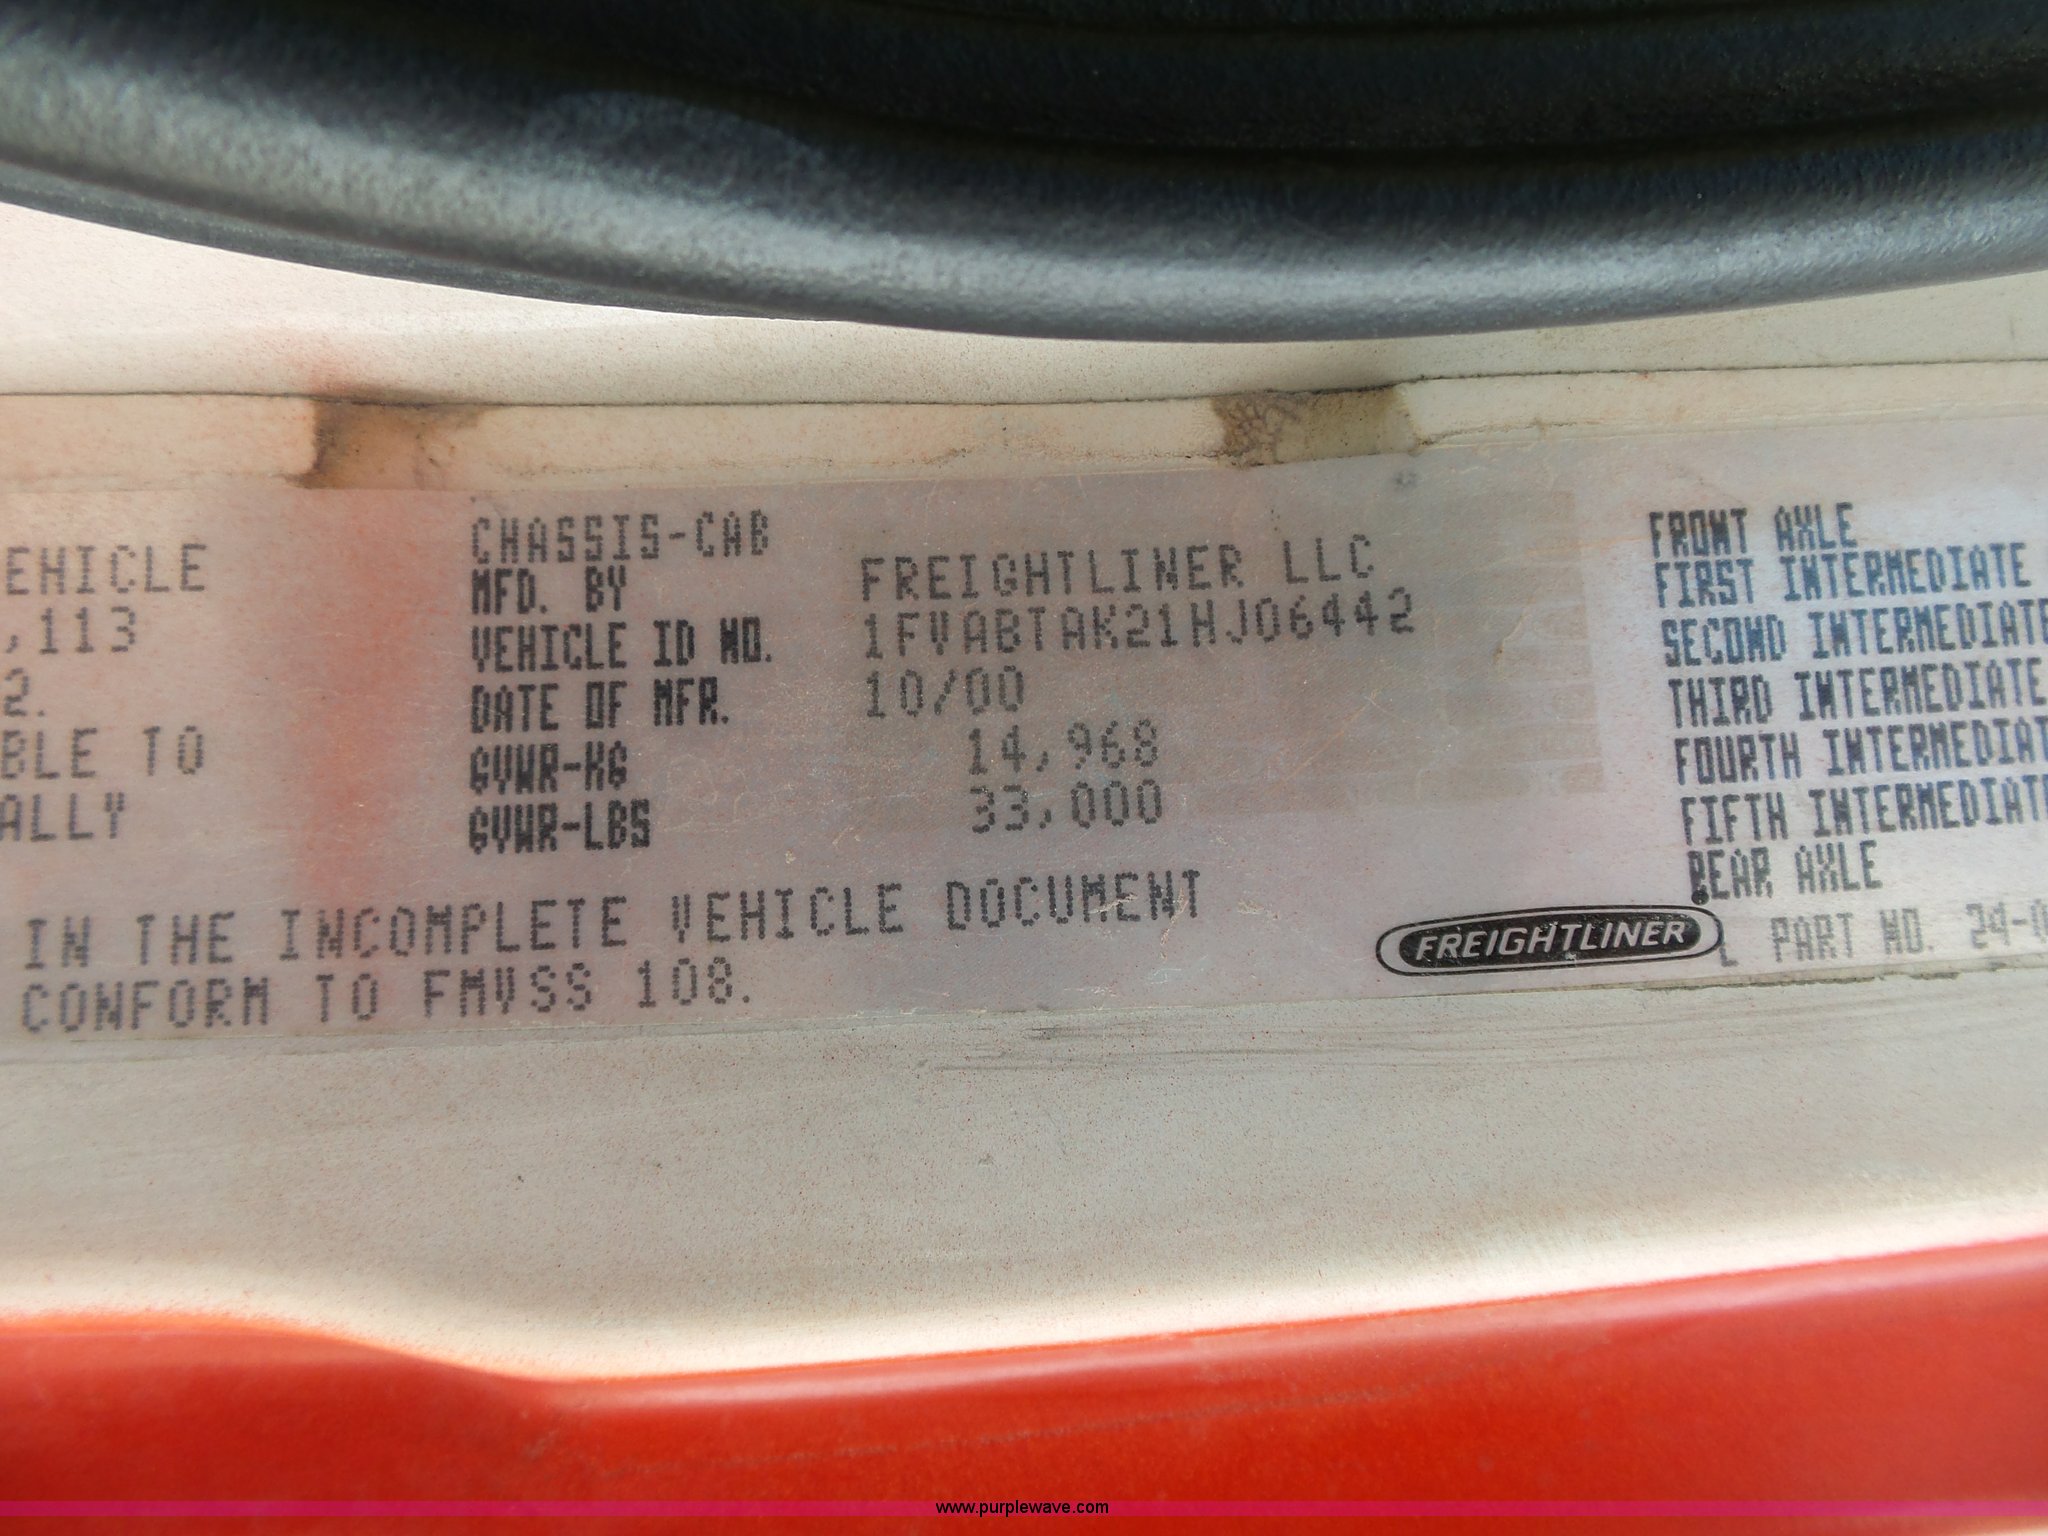 EHICLE
,113
2.
BLE TO
ALLY
CHASSIS-CAB
MFD. BY FREIGHTLINER LLC
VEHICLE ID NO. 1FVABTAK21HJ06442
DATE OF MFR. 10/00
GVWR-KG 14,968
GVWR-LBS 33,000
IN THE INCOMPLETE VEHICLE DOCUMENT
CONFORM TO FMVSS 108.
FREIGHTLINER
FRONT AXLE
FIRST INTERMEDIATE
SECOND INTERMEDIATE
THIRD INTERMEDIATE
FOURTH INTERMEDIAT
FIFTH INTERMEDIAT
REAR AXLE
L PART NO. 24-0
www.purplewave.com